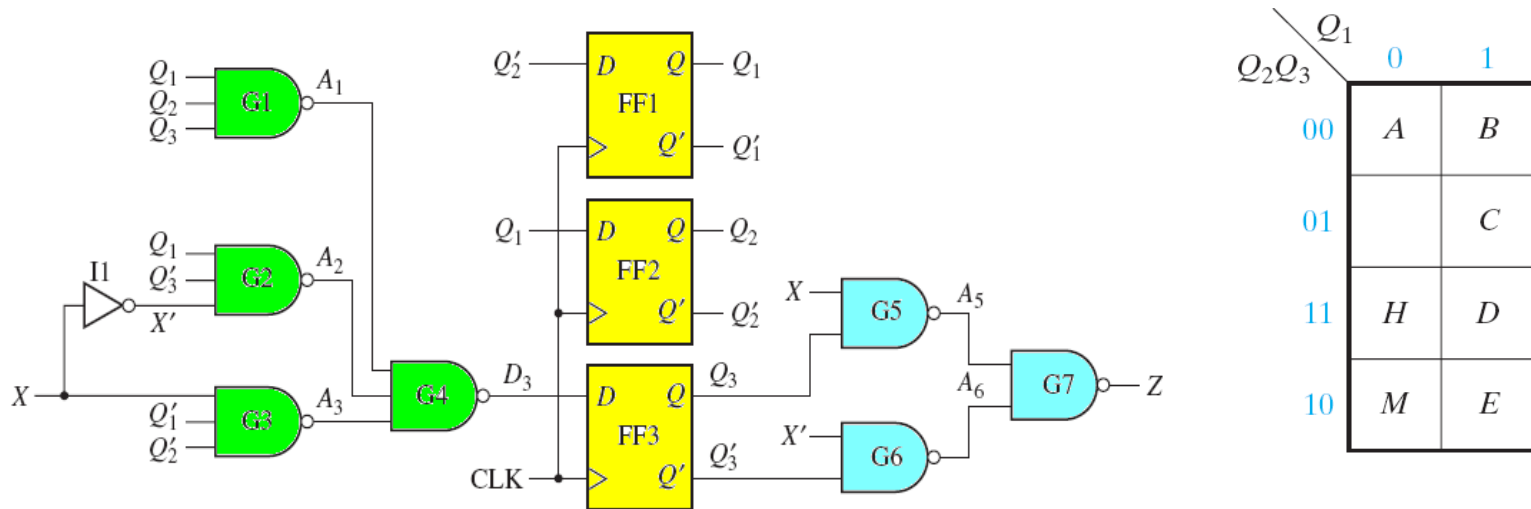 Q₁
Q₂
Q₃
G1
A₁
Q₁
Q₃′
I1
X′
G2
A₂
X
Q₁′
Q₂′
G3
A₃
G4
D₃
Q₂′
D
Q
Q₁
FF1
Q′
Q₁′
Q₁
D
Q
Q₂
FF2
Q′
Q₂′
D
Q
Q₃
FF3
CLK
Q′
Q₃′
X
G5
A₅
X′
G6
A₆
G7
Z
Q₁
Q₂Q₃
0 1
00 A B
01 C
11 H D
10 M E